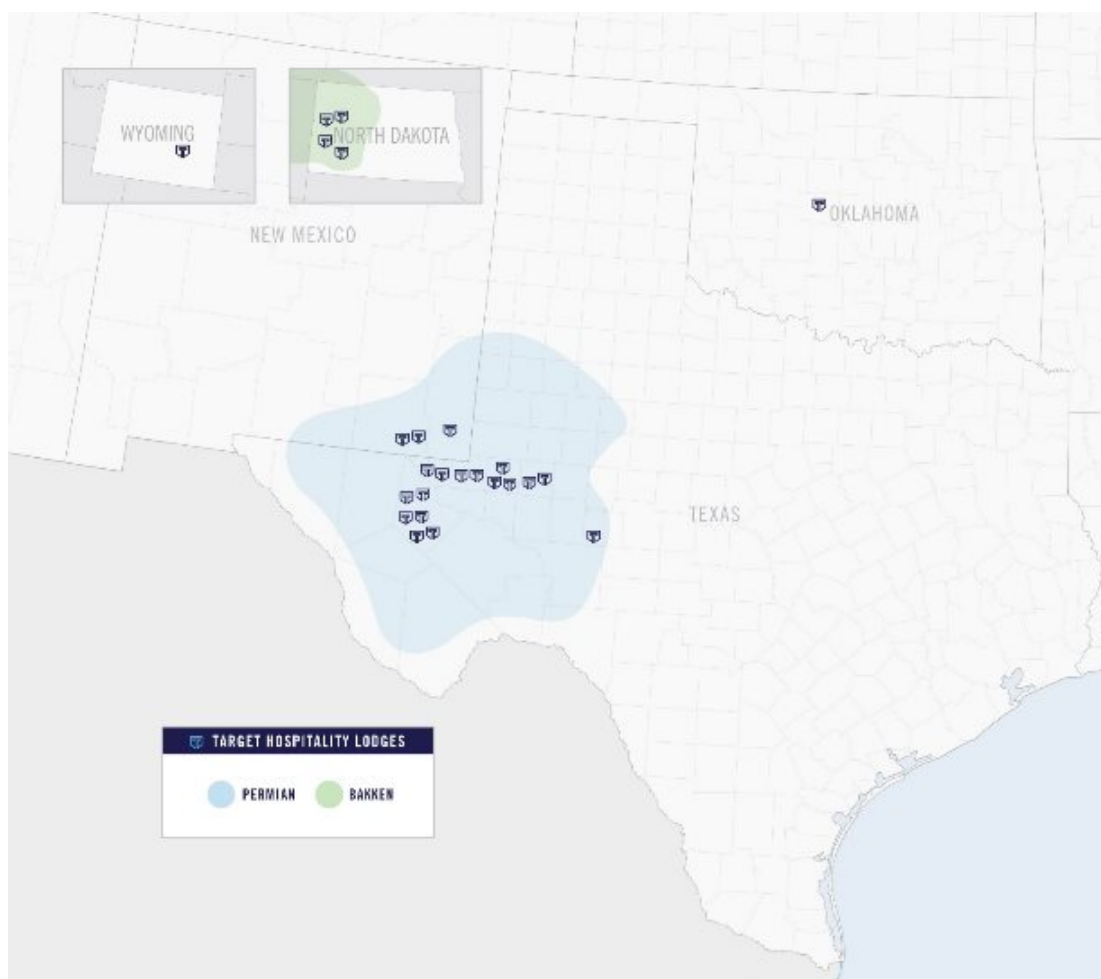 WYOMING
NORTH DAKOTA
NEW MEXICO
OKLAHOMA
TEXAS
TARGET HOSPITALITY LODGES
PERMIAN
BAKKEN